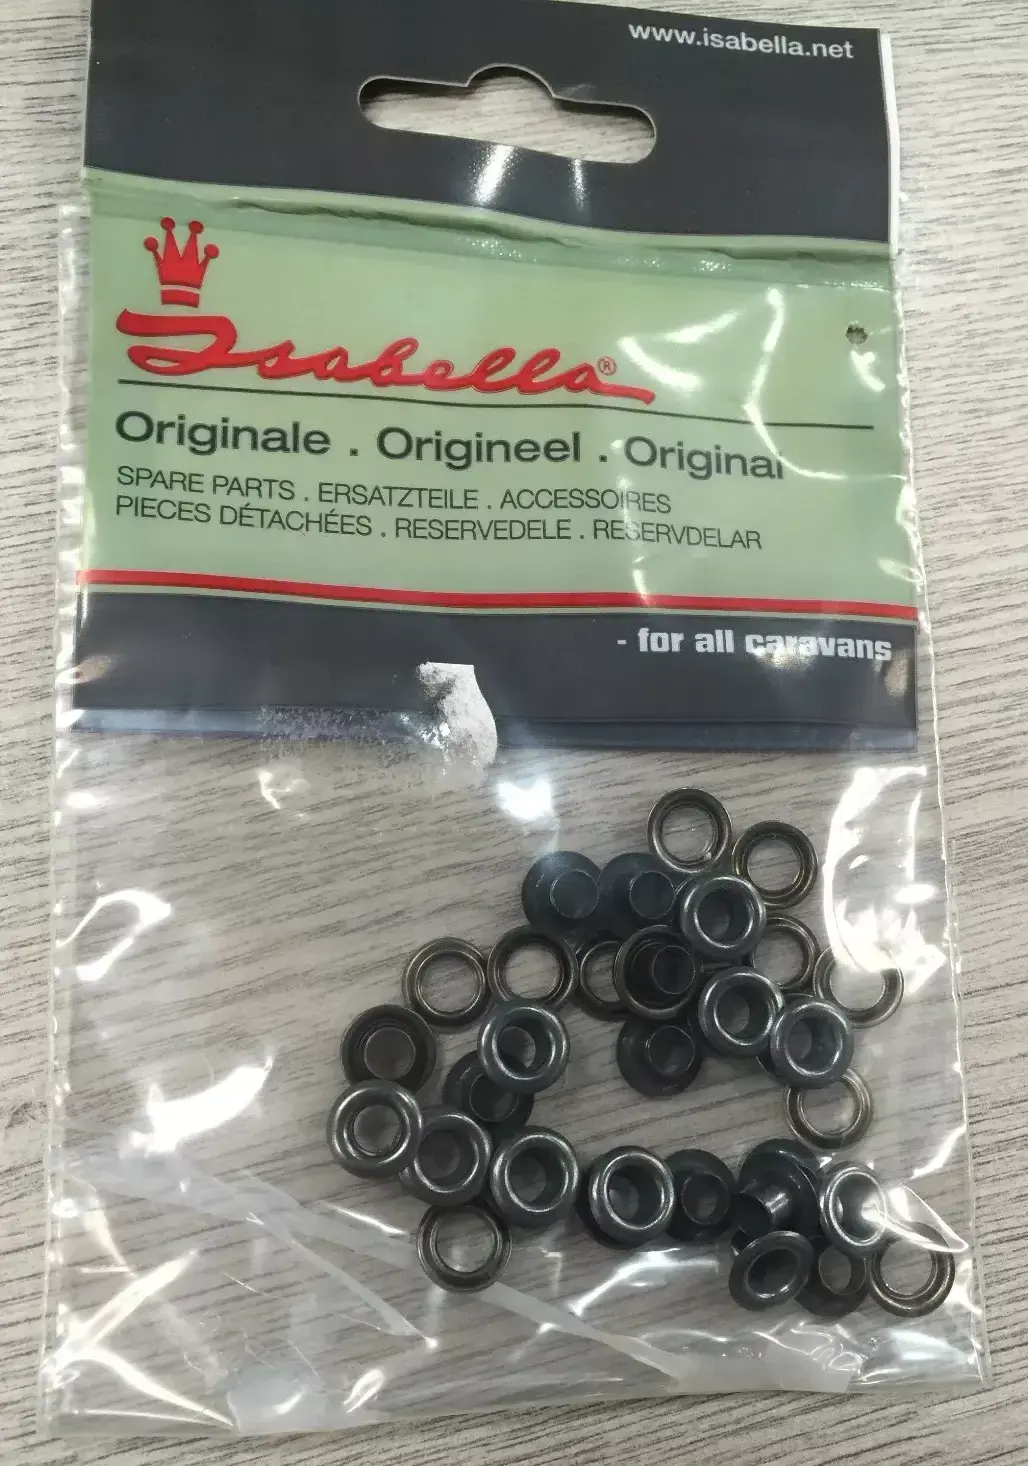 www.isabella.net
Isabella®
Originale . Origineel . Original
SPARE PARTS . ERSATZTEILE . ACCESSOIRES
PIECES DÉTACHÉES . RESERVEDELE . RESERVDELAR
- for all caravans